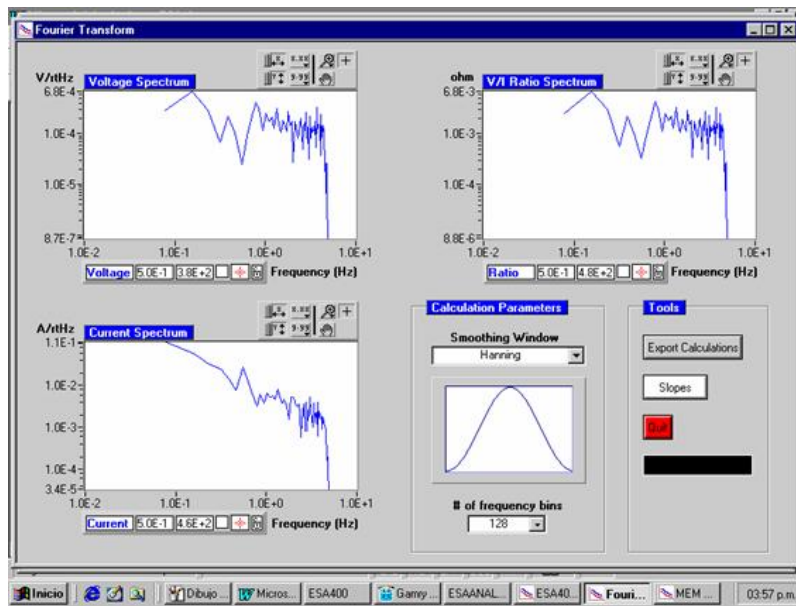 Fourier Transform
V/rtHz
Voltage Spectrum
6.8E-4
1.0E-4
1.0E-5
8.7E-7
1.0E-2
1.0E-1
1.0E+0
1.0E+1
Voltage 5.0E-1 3.8E+2
Frequency (Hz)
ohm
V/I Ratio Spectrum
6.8E-3
1.0E-3
1.0E-4
8.8E-6
1.0E-2
1.0E-1
1.0E+0
1.0E+1
Ratio 5.0E-1 4.8E+2
Frequency (Hz)
A/rtHz
Current Spectrum
1.1E-1
1.0E-2
1.0E-3
1.0E-4
3.4E-5
1.0E-2
1.0E-1
1.0E+0
1.0E+1
Current 5.0E-1 4.6E+2
Frequency (Hz)
Calculation Parameters
Smoothing Window
Hanning
# of frequency bins
128
Tools
Export Calculations
Slopes
Quit
Inicio
Dibujo ...
Micros...
ESA400
Gamy ...
ESAANAL...
ESA40...
Fouri...
MEM ...
03:57 p.m.